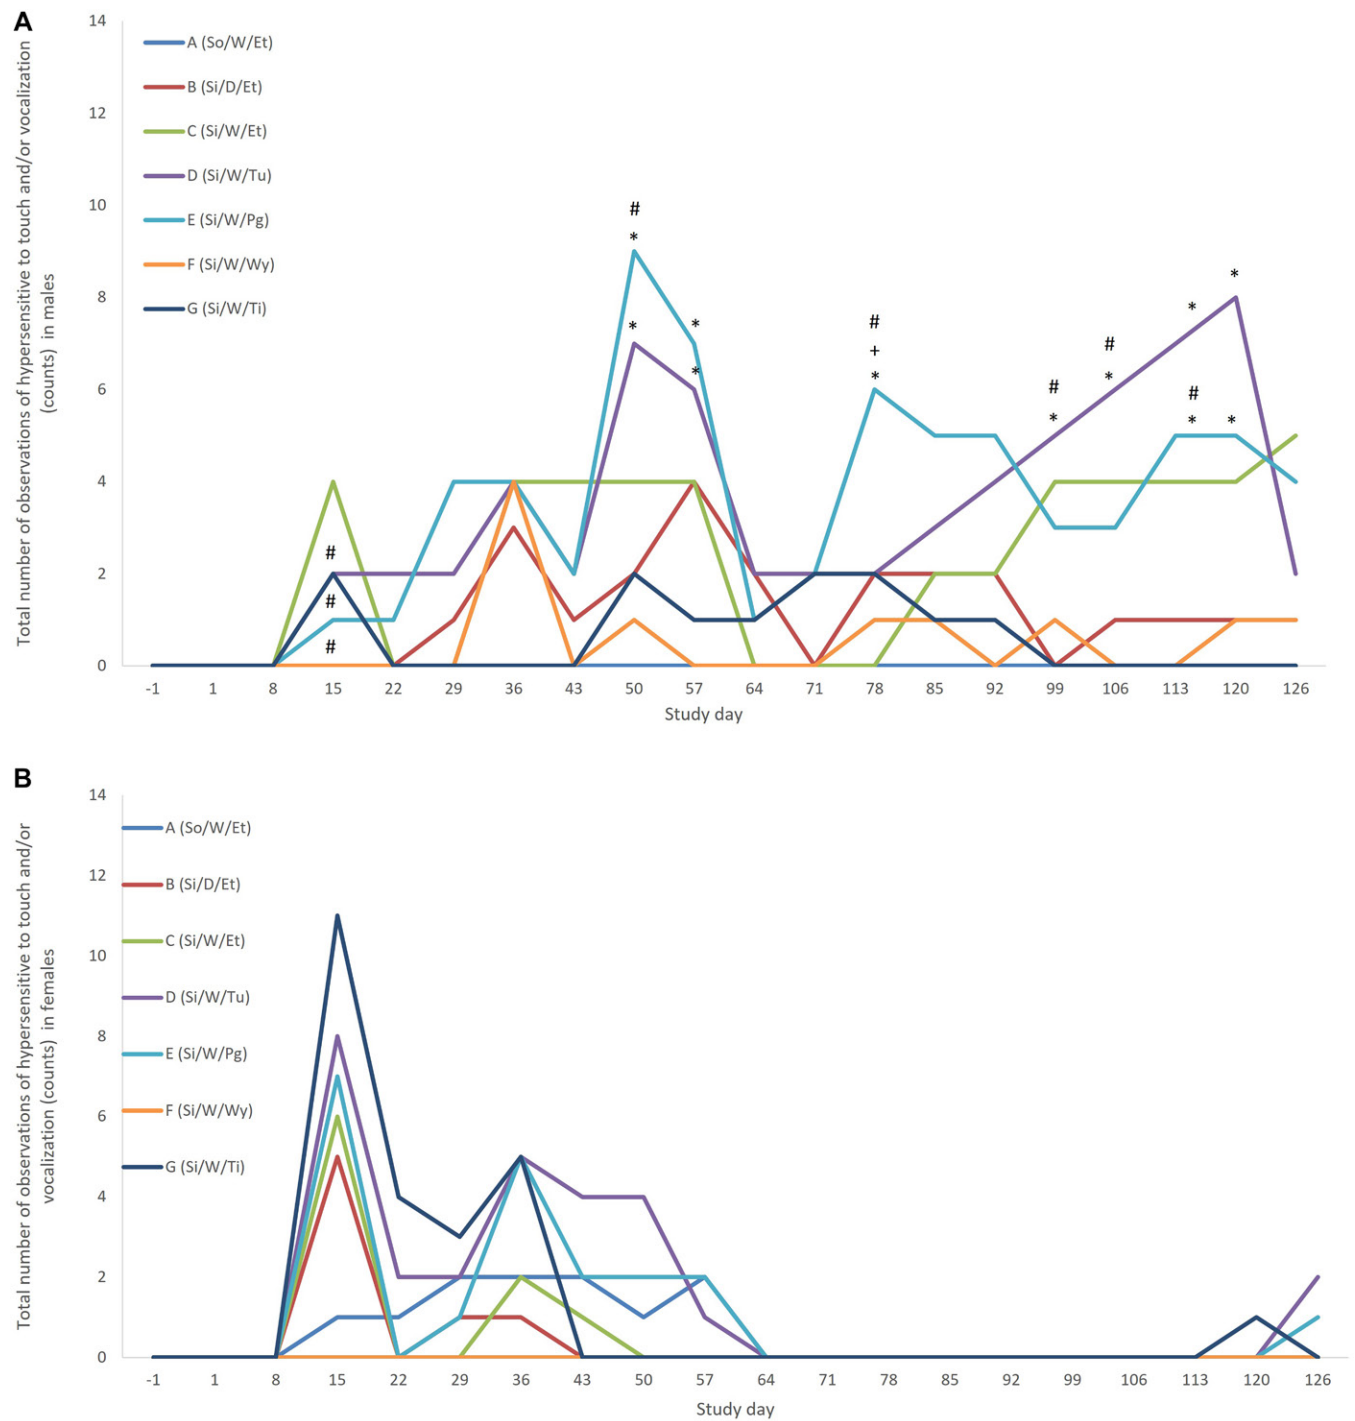 A
Total number of observations of hypersensitive to touch and/or vocalization
(counts) in males
14
12
10
8
6
4
2
0
A (So/W/Et)
B (Si/D/Et)
C (Si/W/Et)
D (Si/W/Tu)
E (Si/W/Pg)
F (Si/W/Wy)
G (Si/W/Ti)
#
#
#
#
*
*
*
*
#
+
*
#
*
#
*
*
#
*
*
*
-1 1 8 15 22 29 36 43 50 57 64 71 78 85 92 99 106 113 120 126
Study day
B
Total number of observations of hypersensitive to touch and/or
vocalization (counts) in females
14
12
10
8
6
4
2
0
A (So/W/Et)
B (Si/D/Et)
C (Si/W/Et)
D (Si/W/Tu)
E (Si/W/Pg)
F (Si/W/Wy)
G (Si/W/Ti)
-1 1 8 15 22 29 36 43 50 57 64 71 78 85 92 99 106 113 120 126
Study day